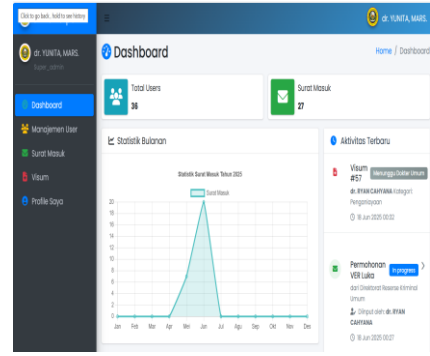 Click to go back, hold to see history
dr. YUNITA, MARS.
dr. YUNITA, MARS.
Super_admin
Dashboard
Manajemen User
Surat Masuk
Visum
Profile Saya
Dashboard
Home / Dashboard
Total Users
36
Surat Masuk
27
Statistik Bulanan
Statistik Surat Masuk Tahun 2025
Surat Masuk
20
18
16
14
12
10
8
6
4
2
0
Jan Feb Mar Apr Mei Jun Jul Agu Sep Okt Nov Des
Aktivitas Terbaru
Visum #57 Menunggu Dokter Umum
dr. RYAN CAHYANA Kategori
Penganiayaan
18 Jun 2025 00:32
Permohonan VER Luka In progress
dari Direktorat Reserse Kriminal
Umum
Diinput oleh: dr. RYAN
CAHYANA
18 Jun 2025 00:21